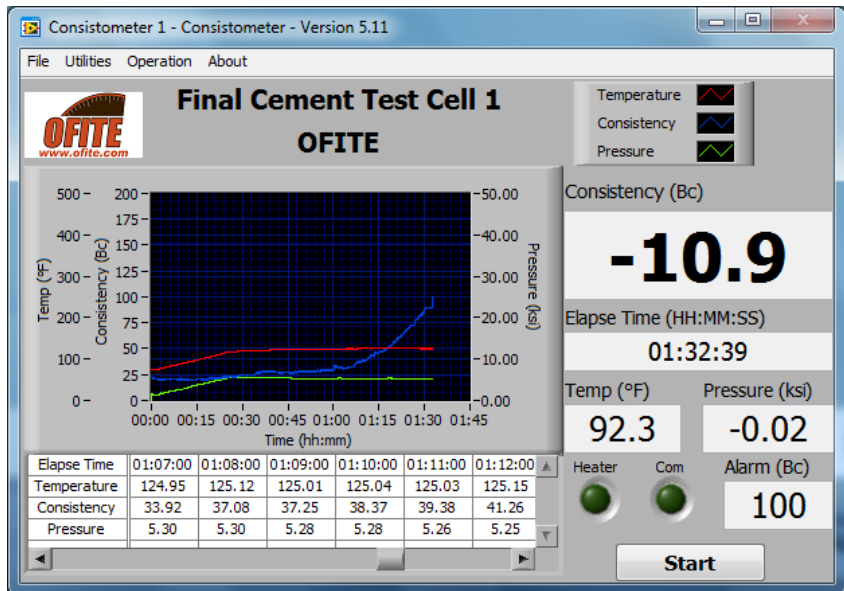 Consistometer 1 - Consistometer - Version 5.11
File Utilities Operation About
Final Cement Test Cell 1
OFITE
OFITE
www.ofite.com
Temperature
Consistency
Pressure
500 200 50.00
175
400 150 40.00
125
300 100 30.00
75
200 50 20.00
100 25 10.00
0 0 0.00
Temp (°F)
Consistency (Bc)
Pressure (ksi)
00:00 00:15 00:30 00:45 01:00 01:15 01:30 01:45
Time (hh:mm)
Consistency (Bc)
-10.9
Elapse Time (HH:MM:SS)
01:32:39
Temp (°F) Pressure (ksi)
92.3 -0.02
Heater Com Alarm (Bc)
100
Start
Elapse Time 01:07:00 01:08:00 01:09:00 01:10:00 01:11:00 01:12:00
Temperature 124.95 125.12 125.01 125.04 125.03 125.15
Consistency 33.92 37.08 37.25 38.37 39.38 41.26
Pressure 5.30 5.30 5.28 5.28 5.26 5.25